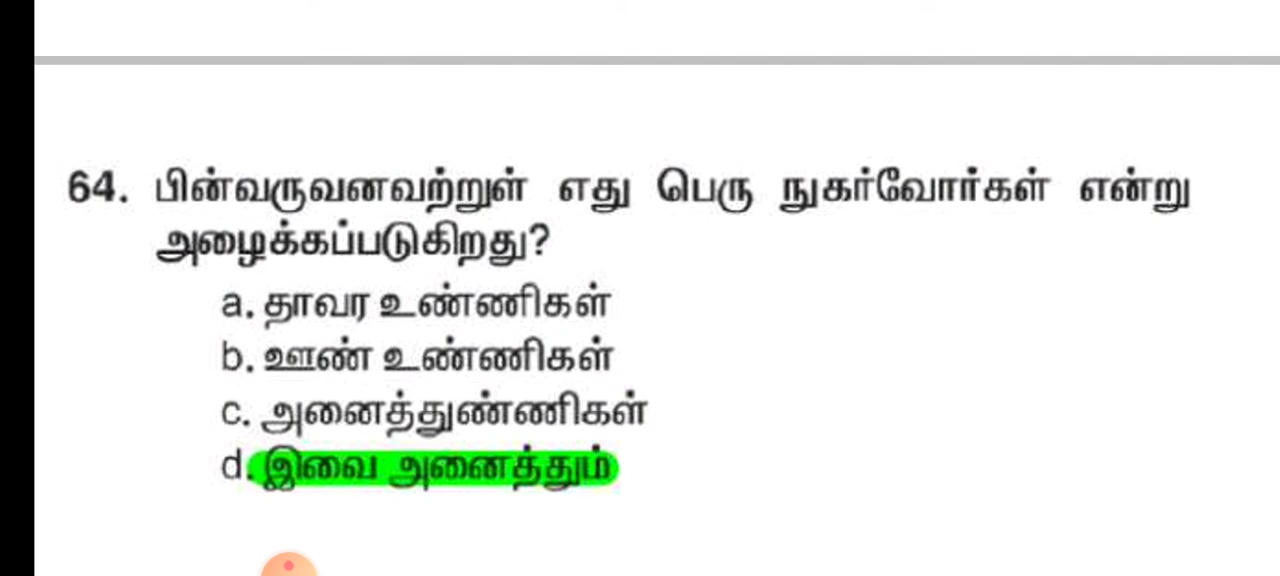 64. பின்வருவனவற்றுள் எது பெரு நுகர்வோர்கள் என்று
அழைக்கப்படுகிறது?
a. தாவர உண்ணிகள்
b. ஊண் உண்ணிகள்
c. அனைத்துண்ணிகள்
d. இவை அனைத்தும்